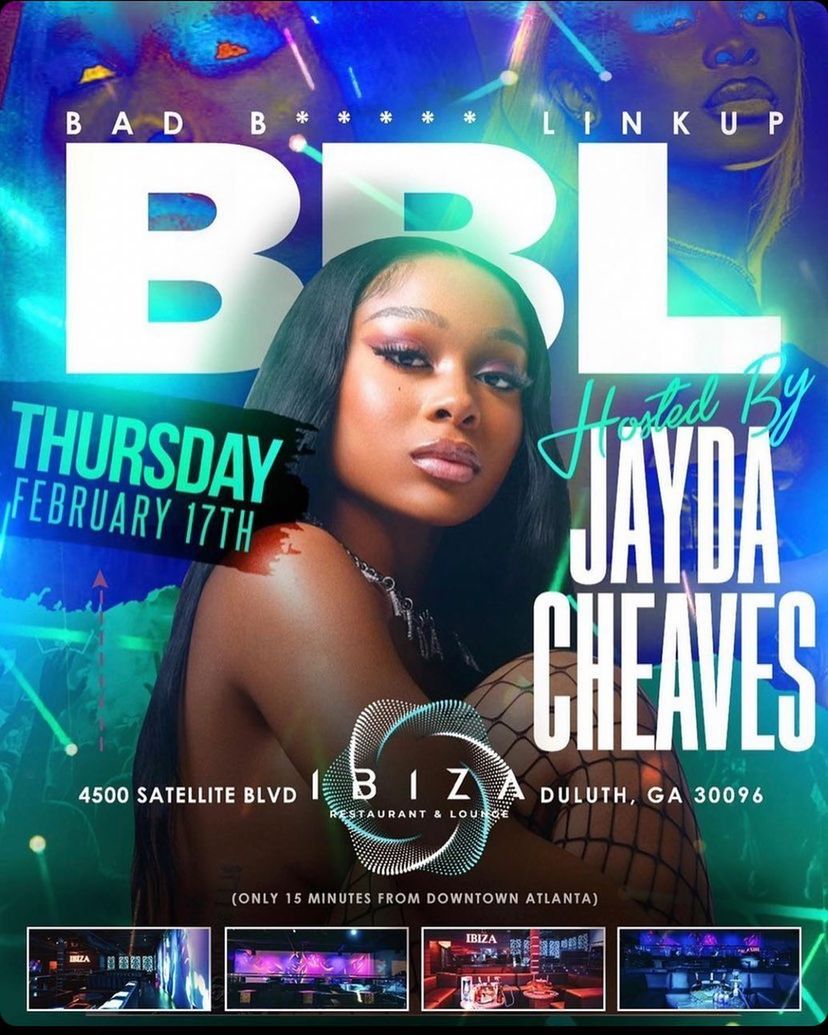 BAD B***** LINKUP
BBL
Hosted By
JAYDA
CHEAVES
THURSDAY
FEBRUARY 17TH
4500 SATELLITE BLVD
IBIZA
RESTAURANT & LOUNGE
DULUTH, GA 30096
(ONLY 15 MINUTES FROM DOWNTOWN ATLANTA)
IBIZA
IBIZA